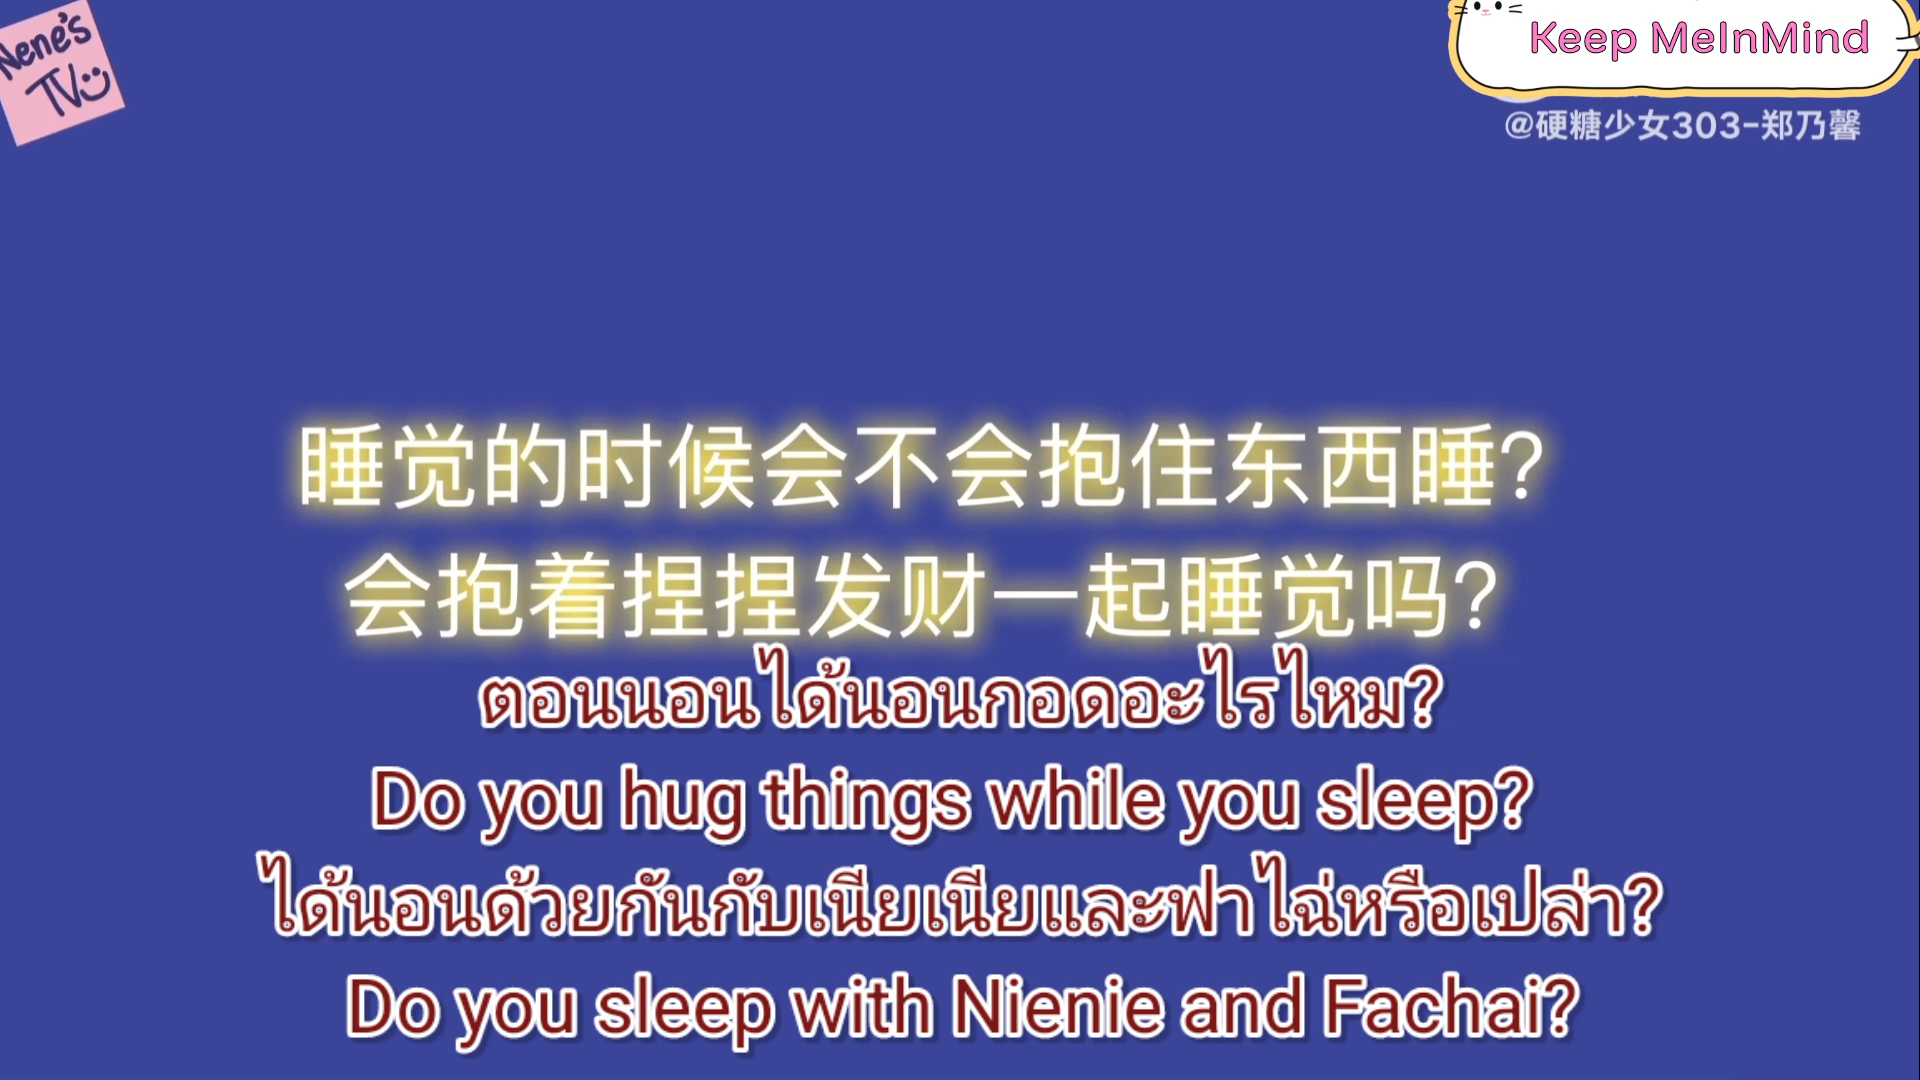 Nene's
TV
Keep MeInMind
@硬糖少女303-郑乃馨
睡觉的时候会不会抱住东西睡?
会抱着捏捏发财一起睡觉吗?
ตอนนอนได้นอนกอดอะไรไหม?
Do you hug things while you sleep?
ได้นอนด้วยกันกับเนียเนียและฟาไฉ่หรือเปล่า?
Do you sleep with Nienie and Fachai?